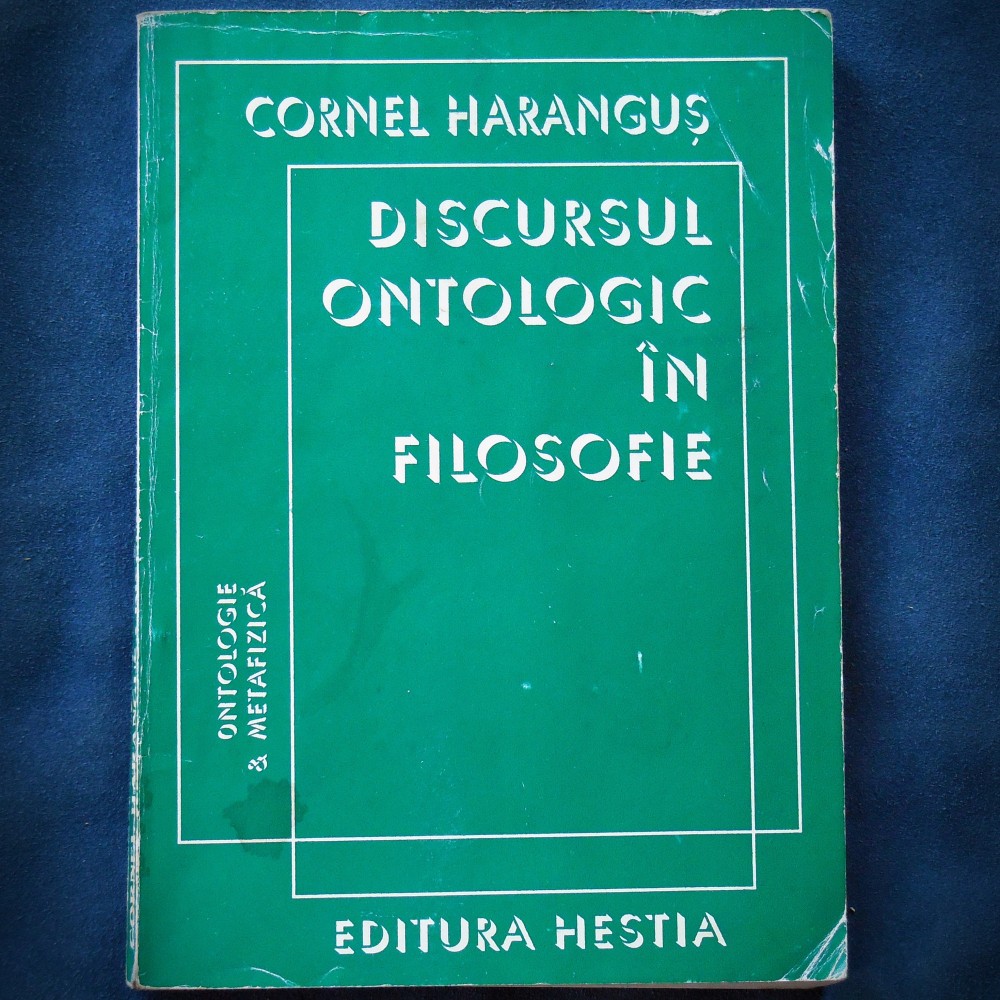 CORNEL HARANGUȘ
DISCURSUL
ONTOLOGIC
ÎN
FILOSOFIE
ONTOLOGIE
& METAFIZICĂ
EDITURA HESTIA